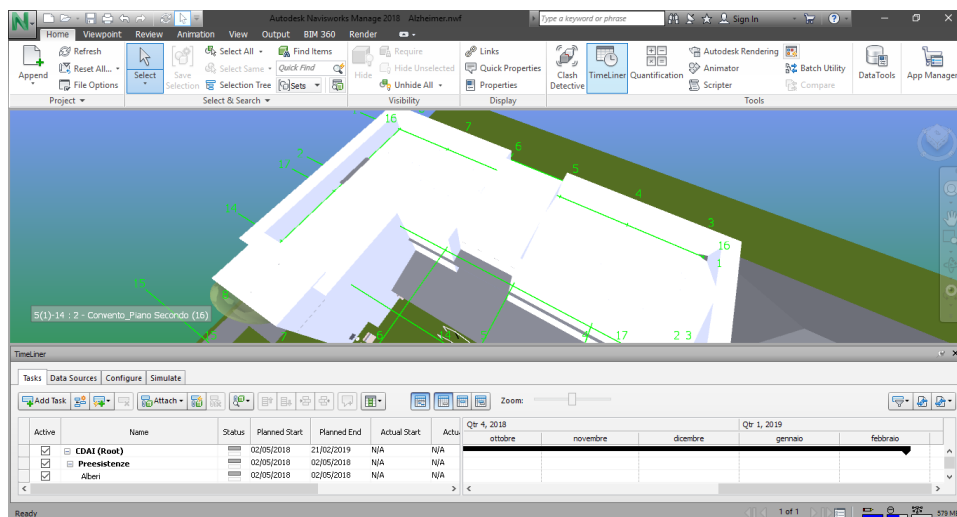 Autodesk Navisworks Manage 2018 Alzheimer.nwf
Type a keyword or phrase
Sign In
Home Viewpoint Review Animation View Output BIM 360 Render
Append
Refresh
Reset All...
File Options
Project
Select
Save Selection
Select All
Select Same
Selection Tree
Find Items
Quick Find
Sets
Select & Search
Hide
Require
Hide Unselected
Unhide All
Visibility
Links
Quick Properties
Properties
Display
Clash Detective
TimeLiner
Quantification
Autodesk Rendering
Animator
Scripter
Batch Utility
Compare
Tools
DataTools
App Manager
16
7
6
5
4
3
16
1
14
15
17
2 3
5(1)-14 : 2 - Convento_Piano Secondo (16)
TimeLiner
Tasks Data Sources Configure Simulate
Add Task
Attach
Zoom:
Active Name Status Planned Start Planned End Actual Start Actu
Qtr 4, 2018 Qtr 1, 2019
ottobre novembre dicembre gennaio febbraio
CDAI (Root) 02/05/2018 21/02/2019 N/A N/A
Preesistenze 02/05/2018 02/05/2018 N/A N/A
Alberi 02/05/2018 02/05/2018 N/A N/A
Ready
1 of 1
579 M